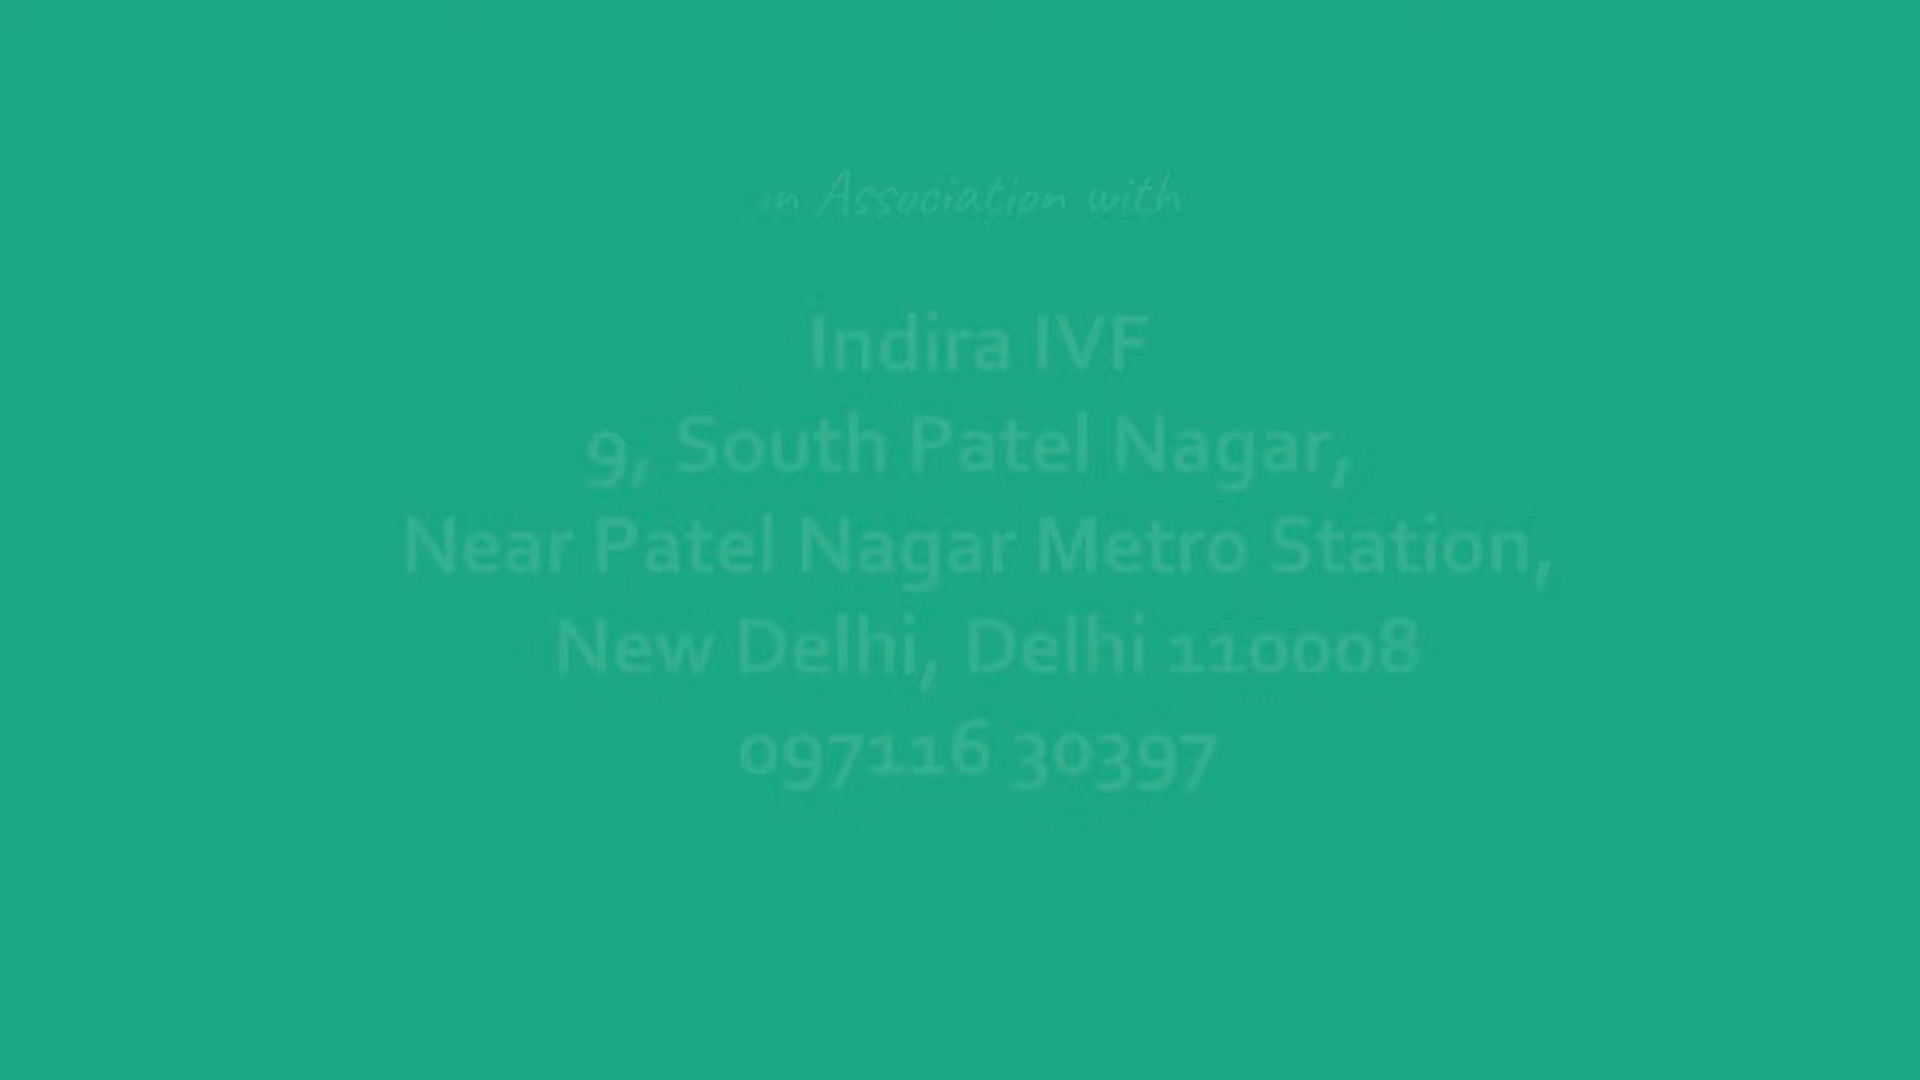 in Association with
Indira IVF
9, South Patel Nagar,
Near Patel Nagar Metro Station,
New Delhi, Delhi 110008
097116 30397